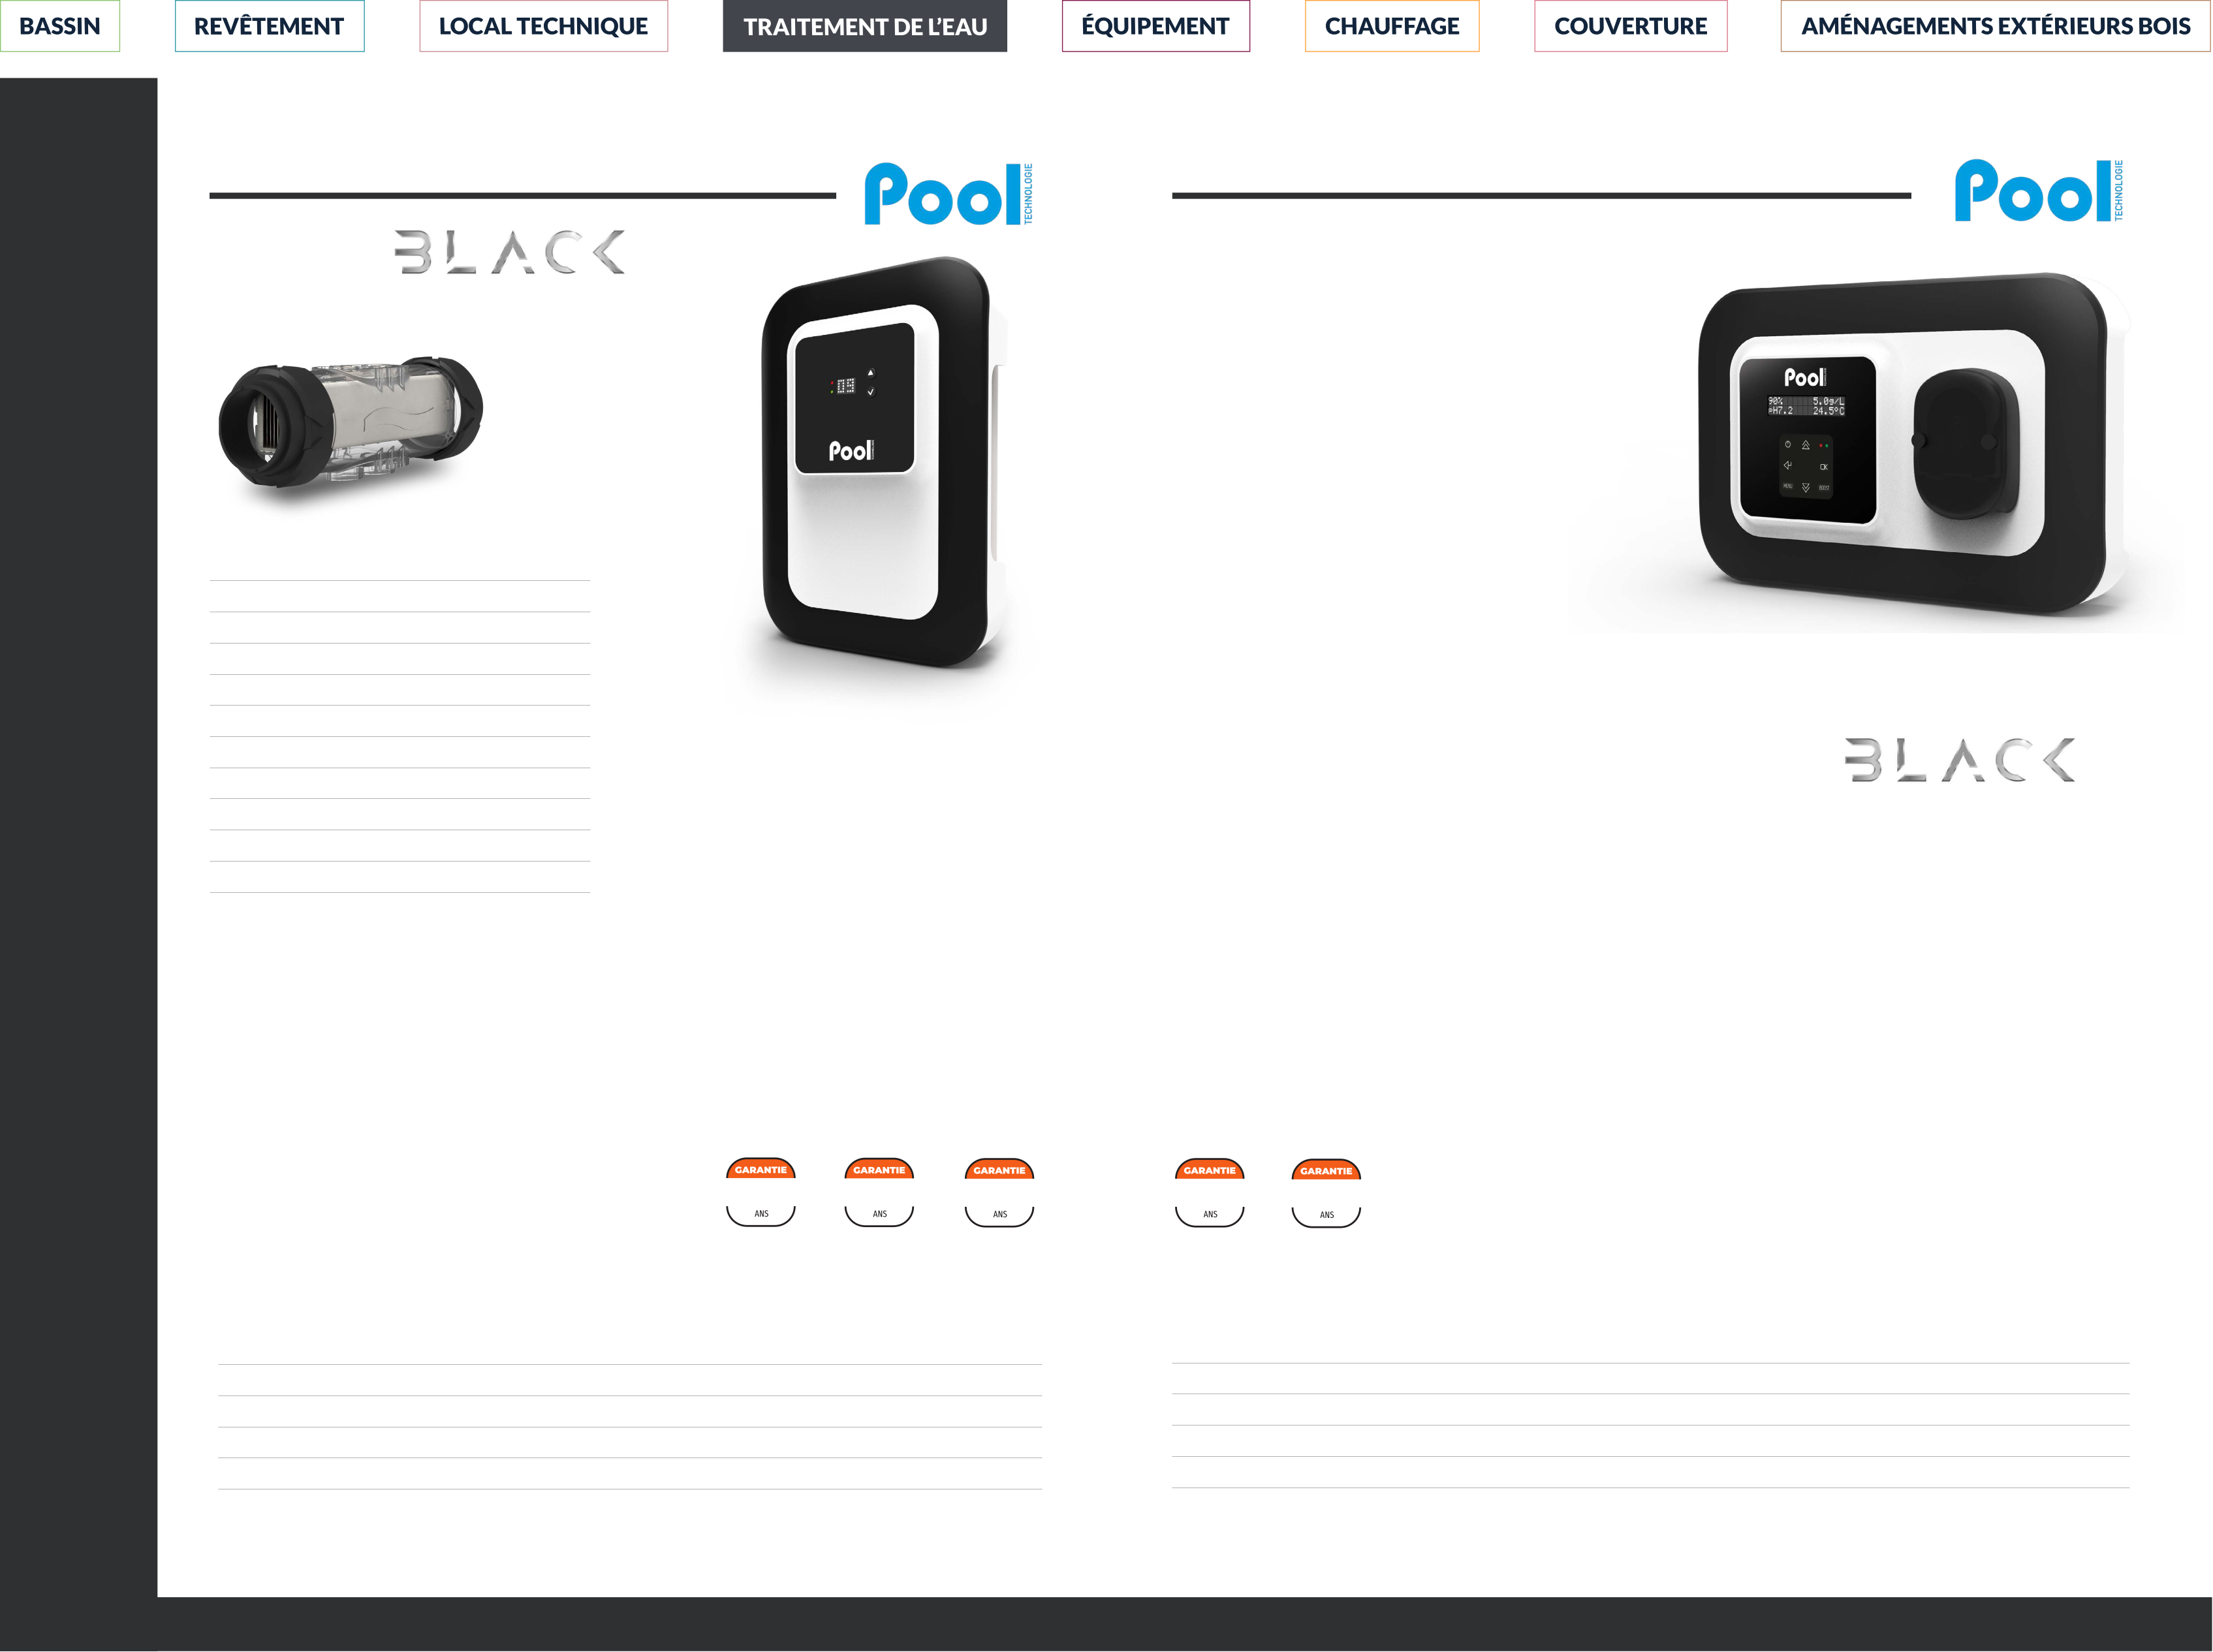 BASSIN
REVÊTEMENT
LOCAL TECHNIQUE
TRAITEMENT DE L'EAU
ÉQUIPEMENT
CHAUFFAGE
COUVERTURE
AMÉNAGEMENTS EXTÉRIEURS BOIS
Pool TECHNOLOGIE
BLACK
09
Pool
Pool TECHNOLOGIE
Pool
90% 5.0g/L
pH7.2 24.5°C
OK
MENU BOOST
BLACK
GARANTIE
ANS
GARANTIE
ANS
GARANTIE
ANS
GARANTIE
ANS
GARANTIE
ANS